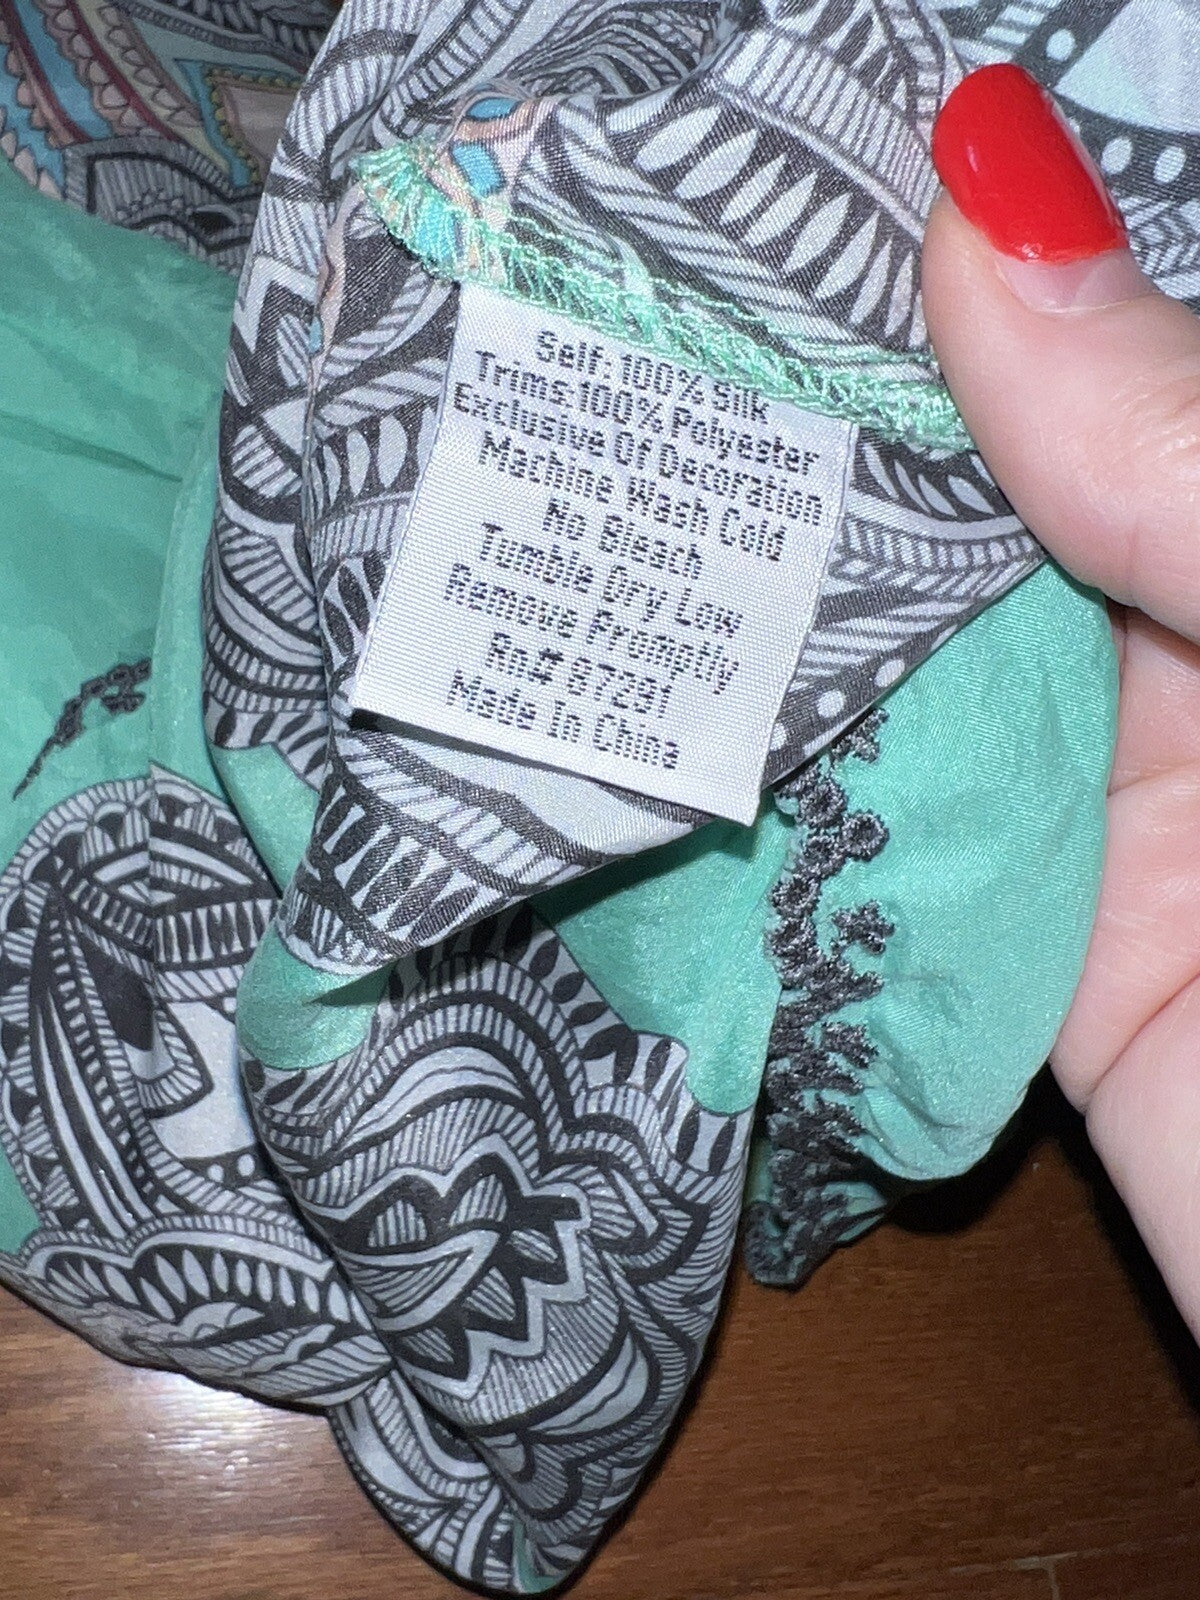 Self: 100% Silk
Trims:100% Polyester
Exclusive Of Decoration
Machine Wash Cold
No Bleach
Tumble Dry Low
Remove Promptly
Rn# 87291
Made In China